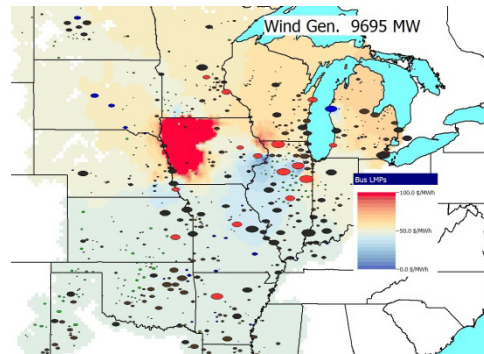 Wind Gen. 9695 MW
Bus LMPs
100.0 $/MWh
50.0 $/MWh
0.0 $/MWh